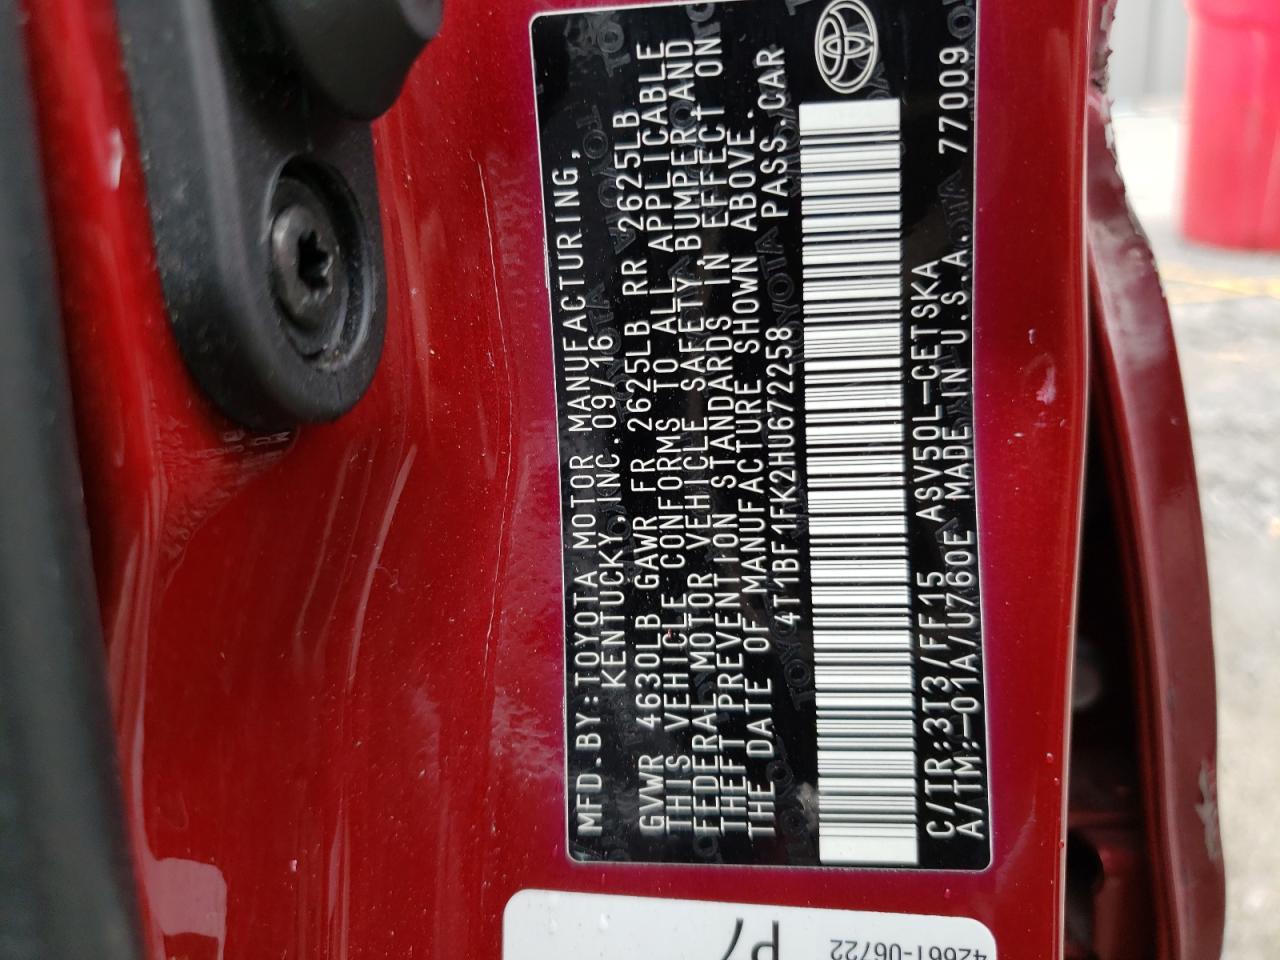 MFD.BY:TOYOTA MOTOR MANUFACTURING,
KENTUCKY,INC. 09/16
GVWR 4630LB GAWR FR 2625LB RR 2625LB
THIS VEHICLE CONFORMS TO ALL APPLICABLE
FEDERAL MOTOR VEHICLE SAFETY, BUMPER, AND
THEFT PREVENTION STANDARDS IN EFFECT ON
THE DATE OF MANUFACTURE SHOWN ABOVE.
4T1BF1FK2HU672258 PASS.CAR
C/TR:3T3/FF15 ASV50L-CETSKA
A/TM:-01A/U760E MADE IN U.S.A. 77009
42661-06722